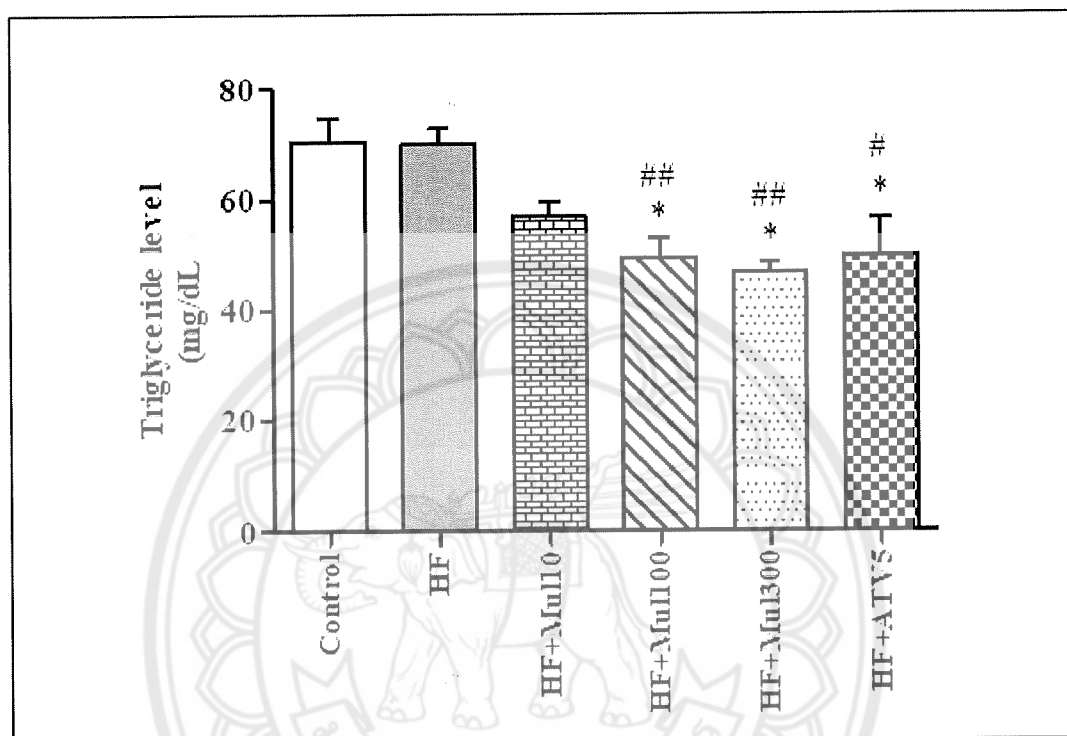 Triglyceride level
(mg/dL)
80
60
40
20
0
##
*
##
*
#
*
Control
HF
HF+Mul10
HF+Mul100
HF+Mul300
HF+ATV5